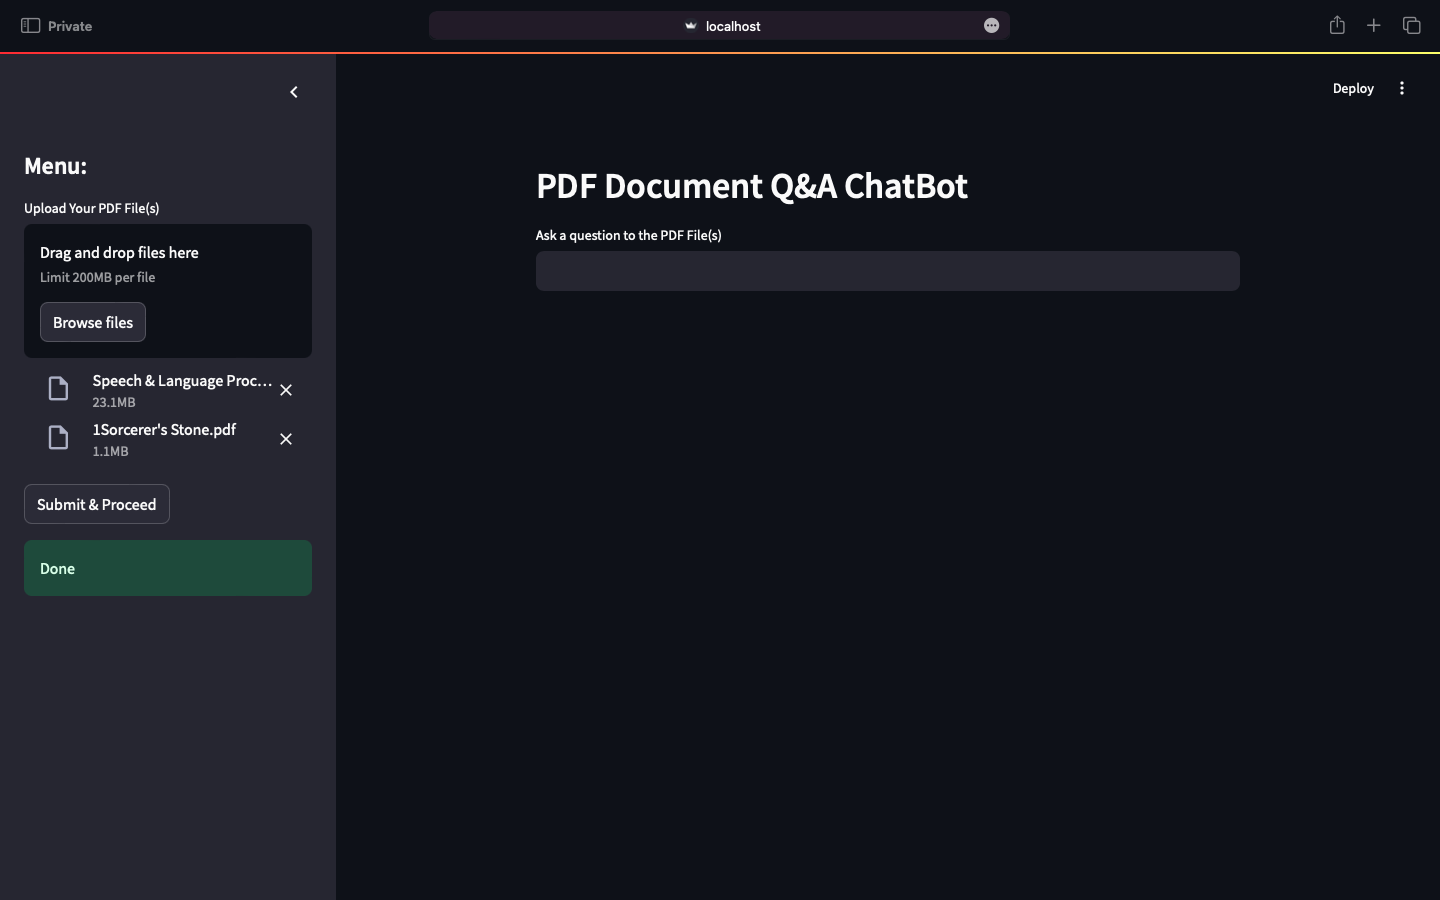 Private
localhost
Deploy
Menu:
Upload Your PDF File(s)
Drag and drop files here
Limit 200MB per file
Browse files
Speech & Language Proc...
23.1MB
1Sorcerer's Stone.pdf
1.1MB
Submit & Proceed
Done
PDF Document Q&A ChatBot
Ask a question to the PDF File(s)